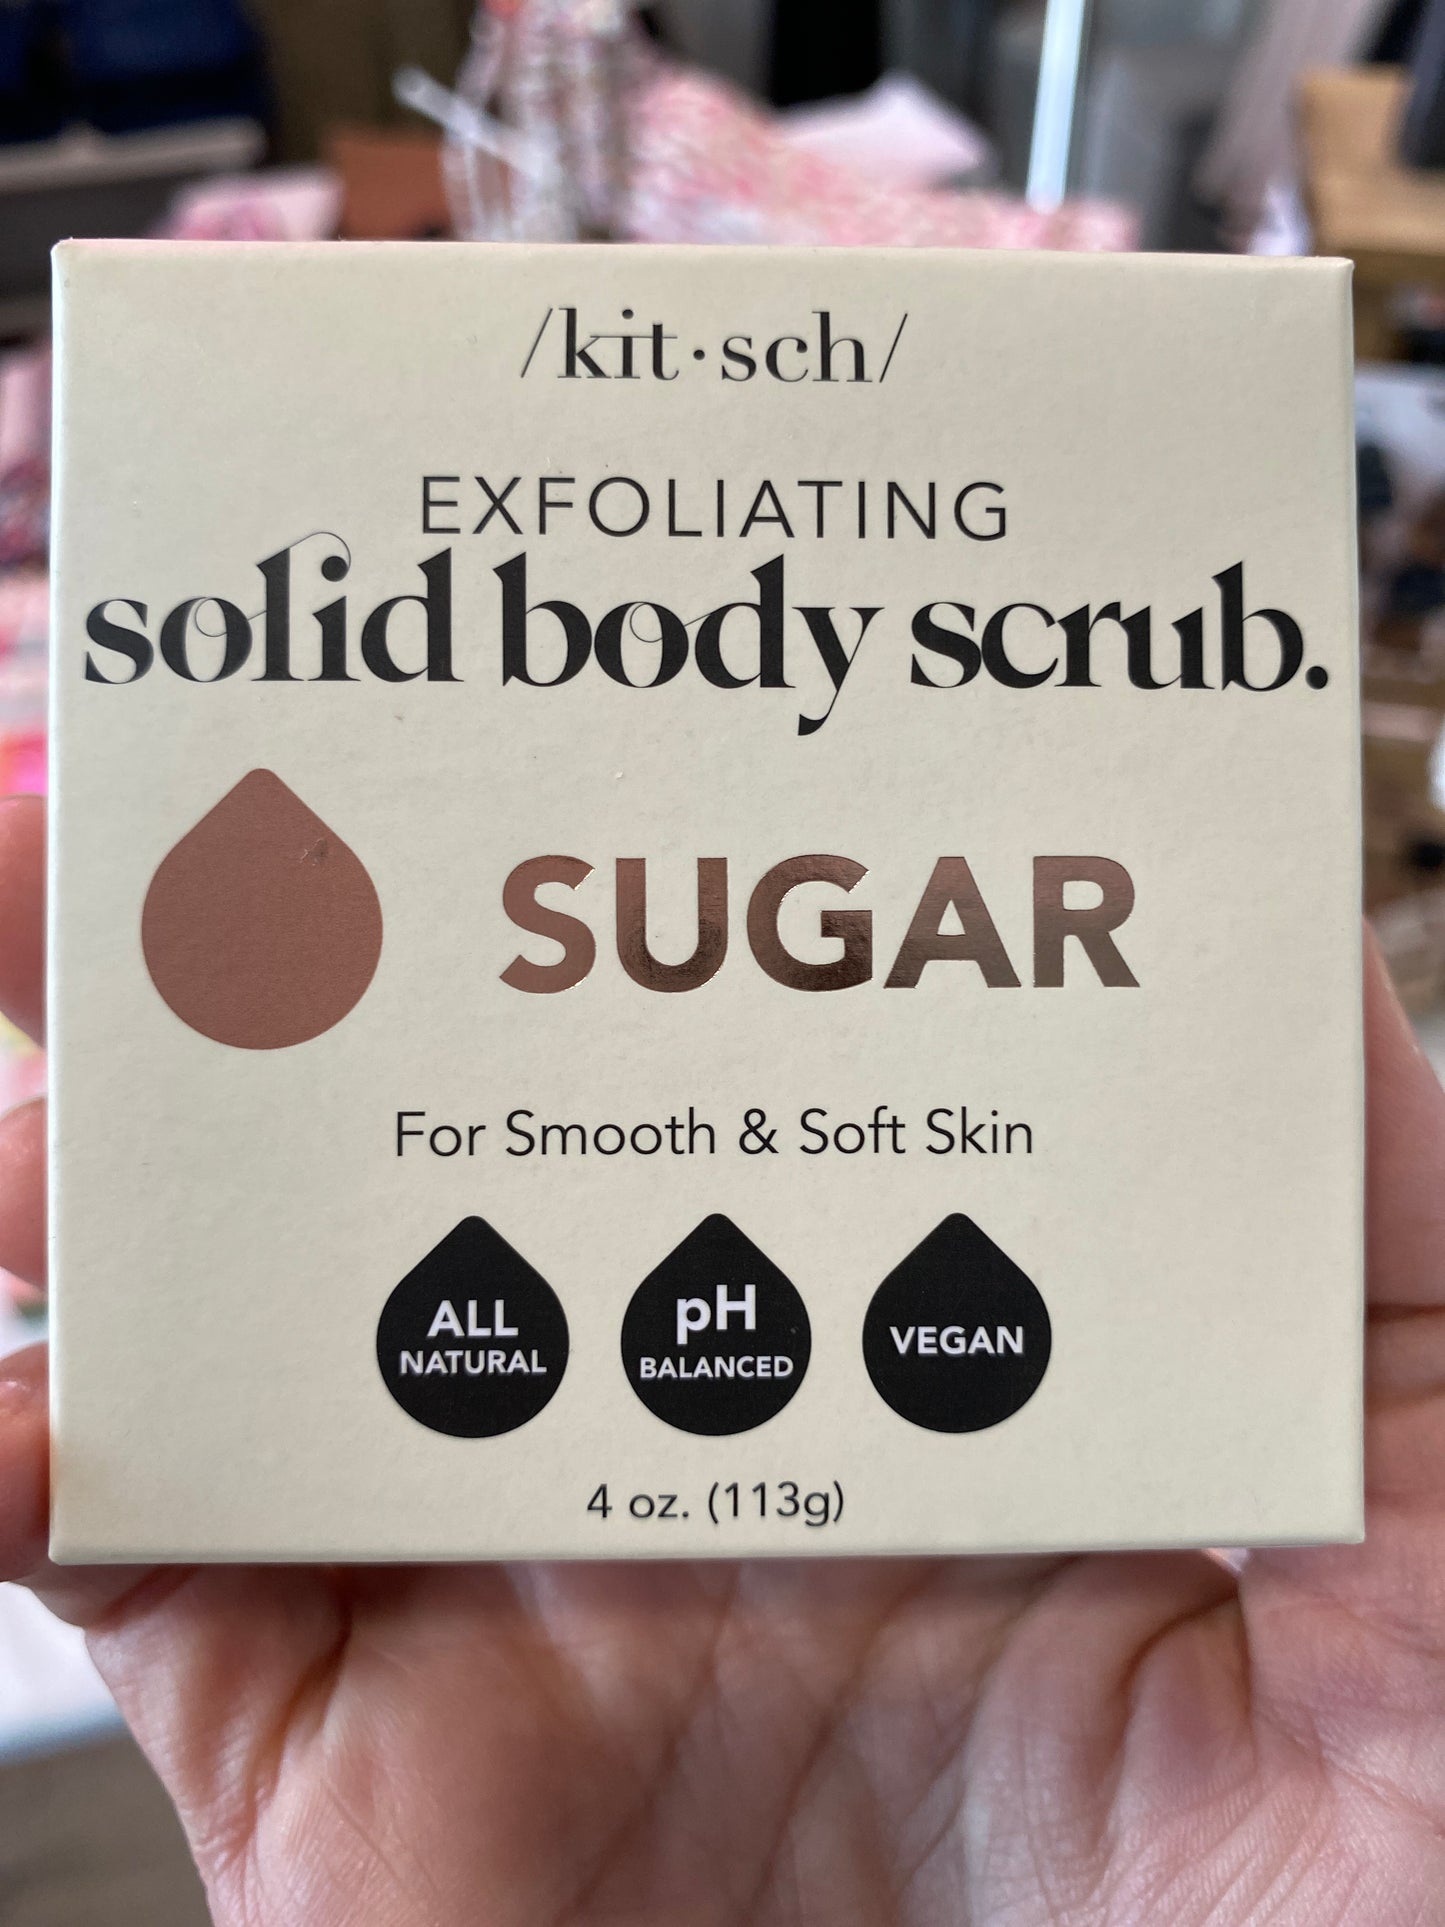 /kit·sch/
EXFOLIATING
solid body scrub.
SUGAR
For Smooth & Soft Skin
ALL
NATURAL
pH
BALANCED
VEGAN
4 oz. (113g)